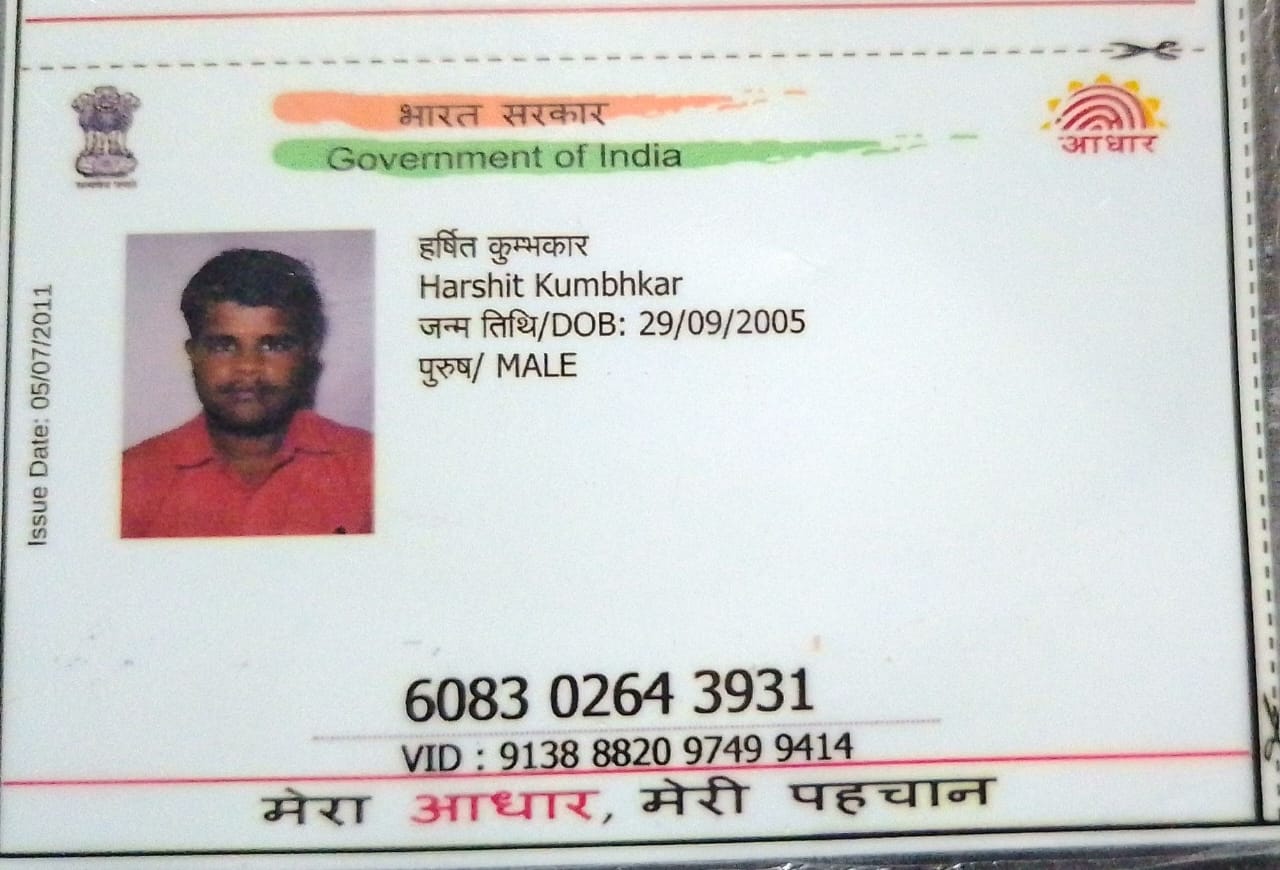 भारत सरकार
Government of India
आधार
हर्षित कुम्भकार
Harshit Kumbhkar
जन्म तिथि/DOB: 29/09/2005
पुरुष/ MALE
Issue Date: 05/07/2011
6083 0264 3931
VID : 9138 8820 9749 9414
मेरा आधार, मेरी पहचान